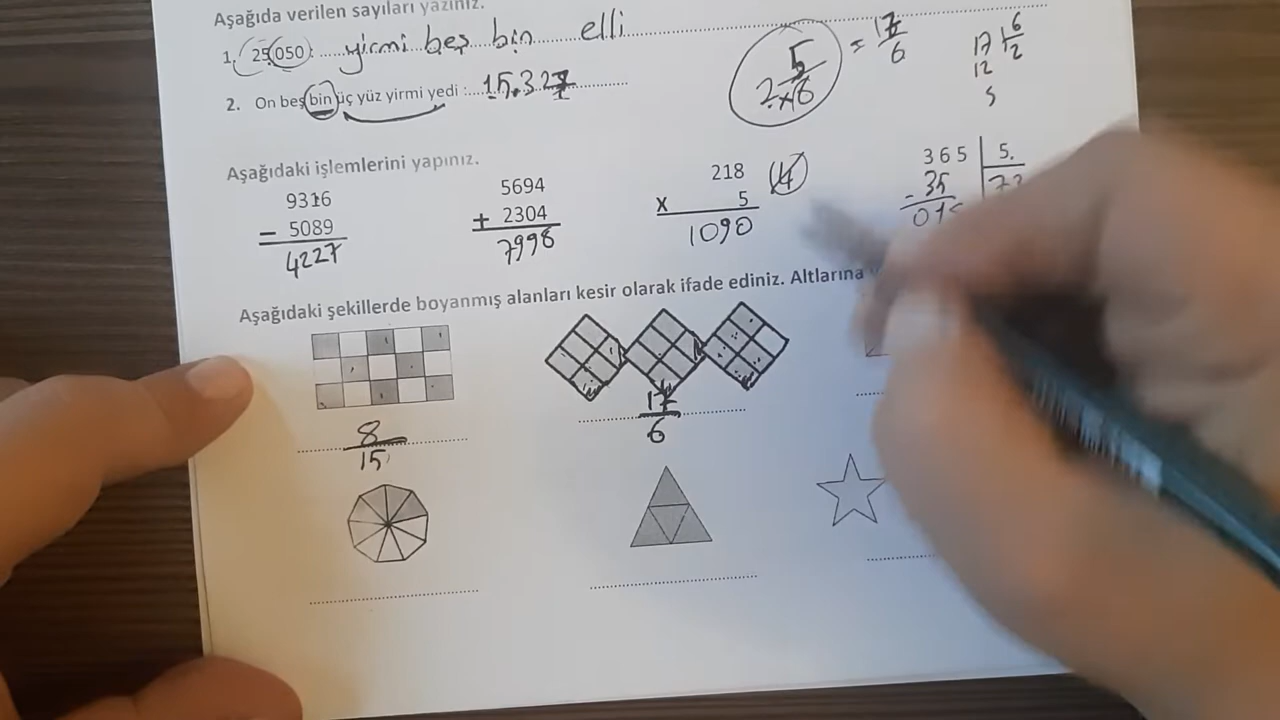 Aşağıda verilen sayıları yazınız.
1. 25050: yirmi beş bin elli
2. On beş bin üç yüz yirmi yedi : 15.327
2 5/6 = 17/6
17 6
12 2
5
Aşağıdaki işlemlerini yapınız.
9316
- 5089
4227
5694
+ 2304
7998
218
x 5
1090
365 5
- 35 73
Aşağıdaki şekillerde boyanmış alanları kesir olarak ifade ediniz. Altlarına
8
15
17
6